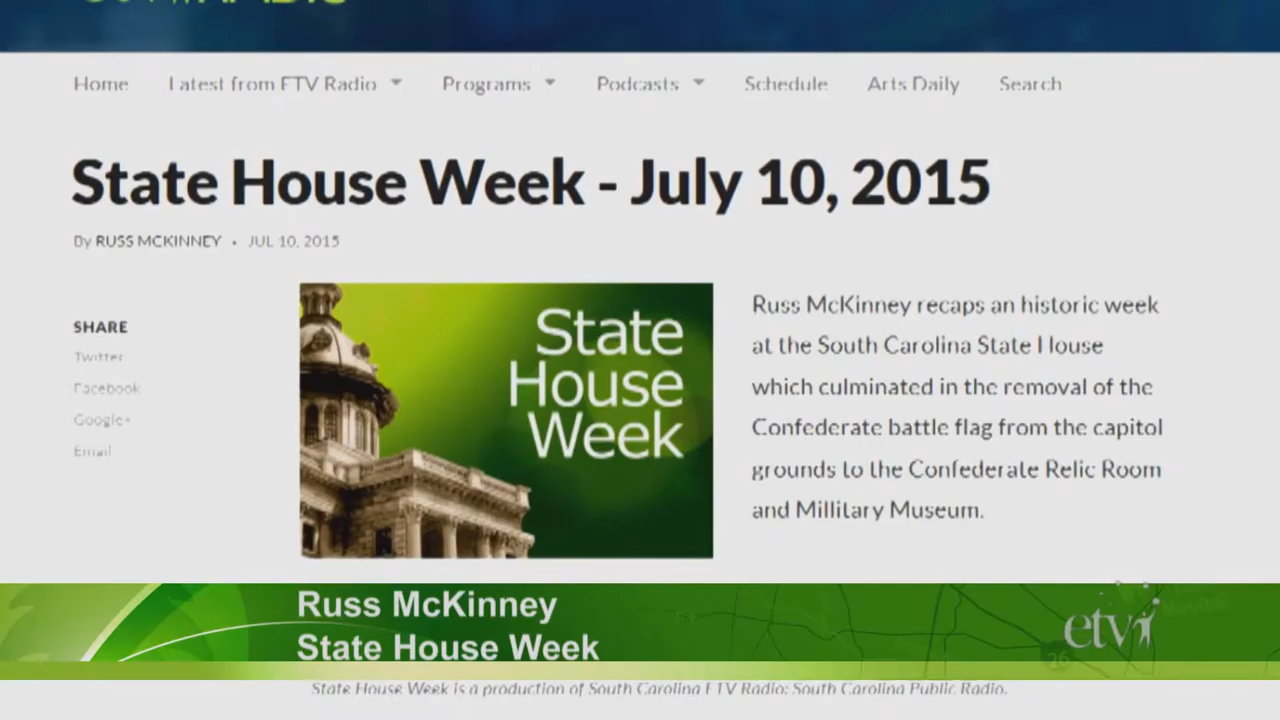 Home Latest from ETV Radio Programs Podcasts Schedule Arts Daily Search
State House Week - July 10, 2015
By RUSS MCKINNEY • JUL 10, 2015
SHARE
Twitter
Facebook
Google+
Email
State
House
Week
Russ McKinney recaps an historic week
at the South Carolina State House
which culminated in the removal of the
Confederate battle flag from the capitol
grounds to the Confederate Relic Room
and Millitary Museum.
Russ McKinney
State House Week
etv
26
State House Week is a production of South Carolina ETV Radio: South Carolina Public Radio.